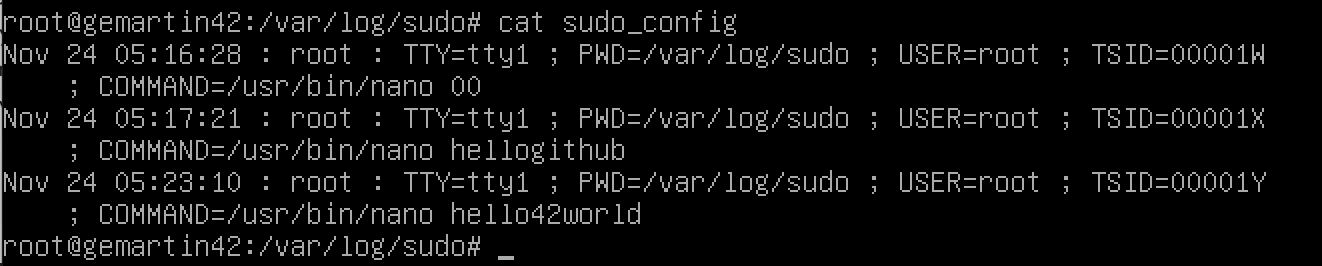 root@gemartin42:/var/log/sudo# cat sudo_config
Nov 24 05:16:28 : root : TTY=tty1 ; PWD=/var/log/sudo ; USER=root ; TSID=00001W
    ; COMMAND=/usr/bin/nano 00
Nov 24 05:17:21 : root : TTY=tty1 ; PWD=/var/log/sudo ; USER=root ; TSID=00001X
    ; COMMAND=/usr/bin/nano hellogithub
Nov 24 05:23:10 : root : TTY=tty1 ; PWD=/var/log/sudo ; USER=root ; TSID=00001Y
    ; COMMAND=/usr/bin/nano hello42world
root@gemartin42:/var/log/sudo# _